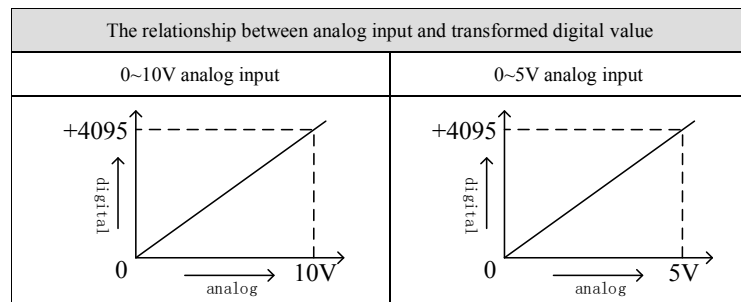 The relationship between analog input and transformed digital value
0~10V analog input
0~5V analog input
+4095
digital
0
analog
10V
+4095
digital
0
analog
5V